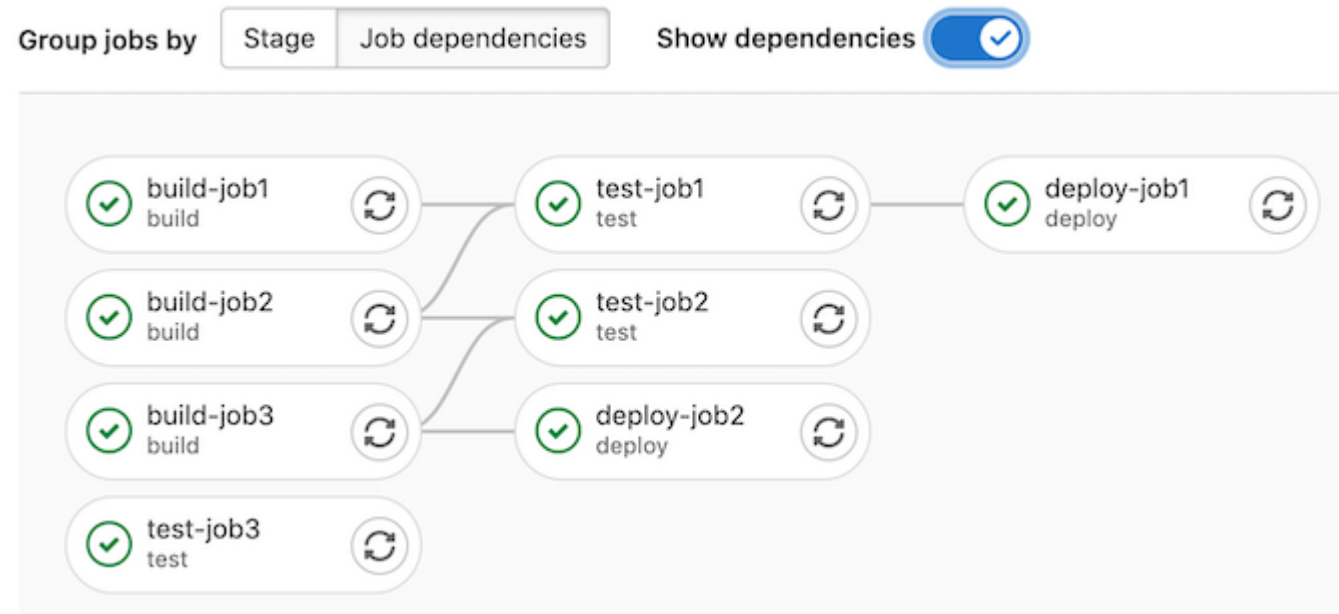 Group jobs by Stage Job dependencies Show dependencies
build-job1
build
test-job1
test
deploy-job1
deploy
build-job2
build
test-job2
test
build-job3
build
deploy-job2
deploy
test-job3
test